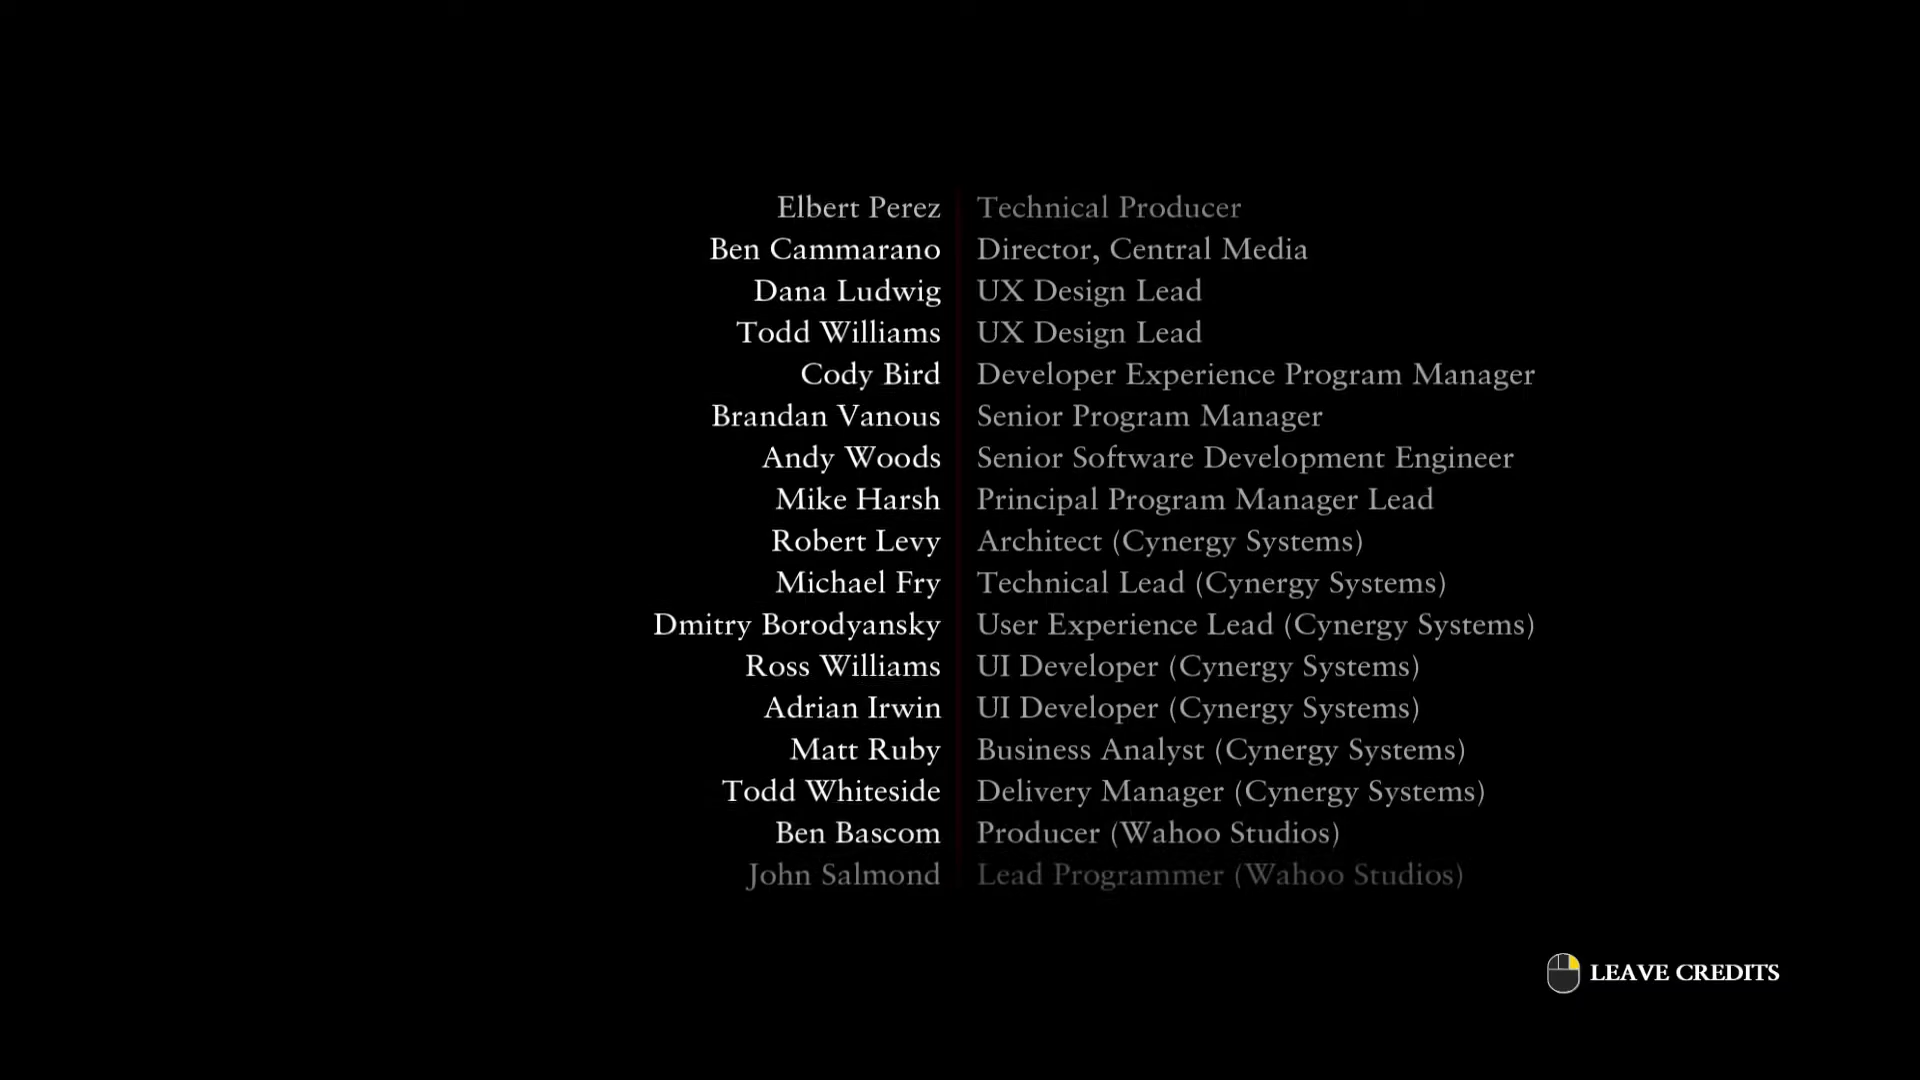 Elbert Perez Technical Producer
Ben Cammarano Director, Central Media
Dana Ludwig UX Design Lead
Todd Williams UX Design Lead
Cody Bird Developer Experience Program Manager
Brandan Vanous Senior Program Manager
Andy Woods Senior Software Development Engineer
Mike Harsh Principal Program Manager Lead
Robert Levy Architect (Cynergy Systems)
Michael Fry Technical Lead (Cynergy Systems)
Dmitry Borodyansky User Experience Lead (Cynergy Systems)
Ross Williams UI Developer (Cynergy Systems)
Adrian Irwin UI Developer (Cynergy Systems)
Matt Ruby Business Analyst (Cynergy Systems)
Todd Whiteside Delivery Manager (Cynergy Systems)
Ben Bascom Producer (Wahoo Studios)
John Salmond Lead Programmer (Wahoo Studios)
LEAVE CREDITS